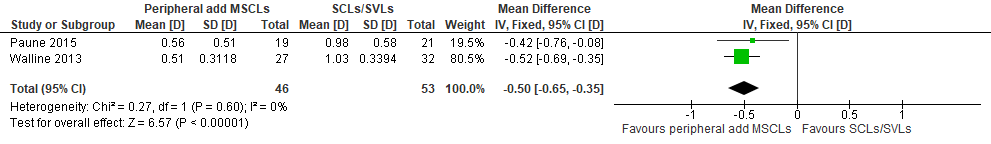 Peripheral add MSCLs SCLs/SVLs Mean Difference Mean Difference
Study or Subgroup Mean [D] SD [D] Total Mean [D] SD [D] Total Weight IV, Fixed, 95% CI [D] IV, Fixed, 95% CI [D]
Paune 2015 0.56 0.51 19 0.98 0.58 21 19.5% -0.42 [-0.76, -0.08]
Walline 2013 0.51 0.3118 27 1.03 0.3394 32 80.5% -0.52 [-0.69, -0.35]
Total (95% CI) 46 53 100.0% -0.50 [-0.65, -0.35]
Heterogeneity: Chi² = 0.27, df = 1 (P = 0.60); I² = 0%
Test for overall effect: Z = 6.57 (P < 0.00001)
-1 -0.5 0 0.5 1
Favours peripheral add MSCLs Favours SCLs/SVLs